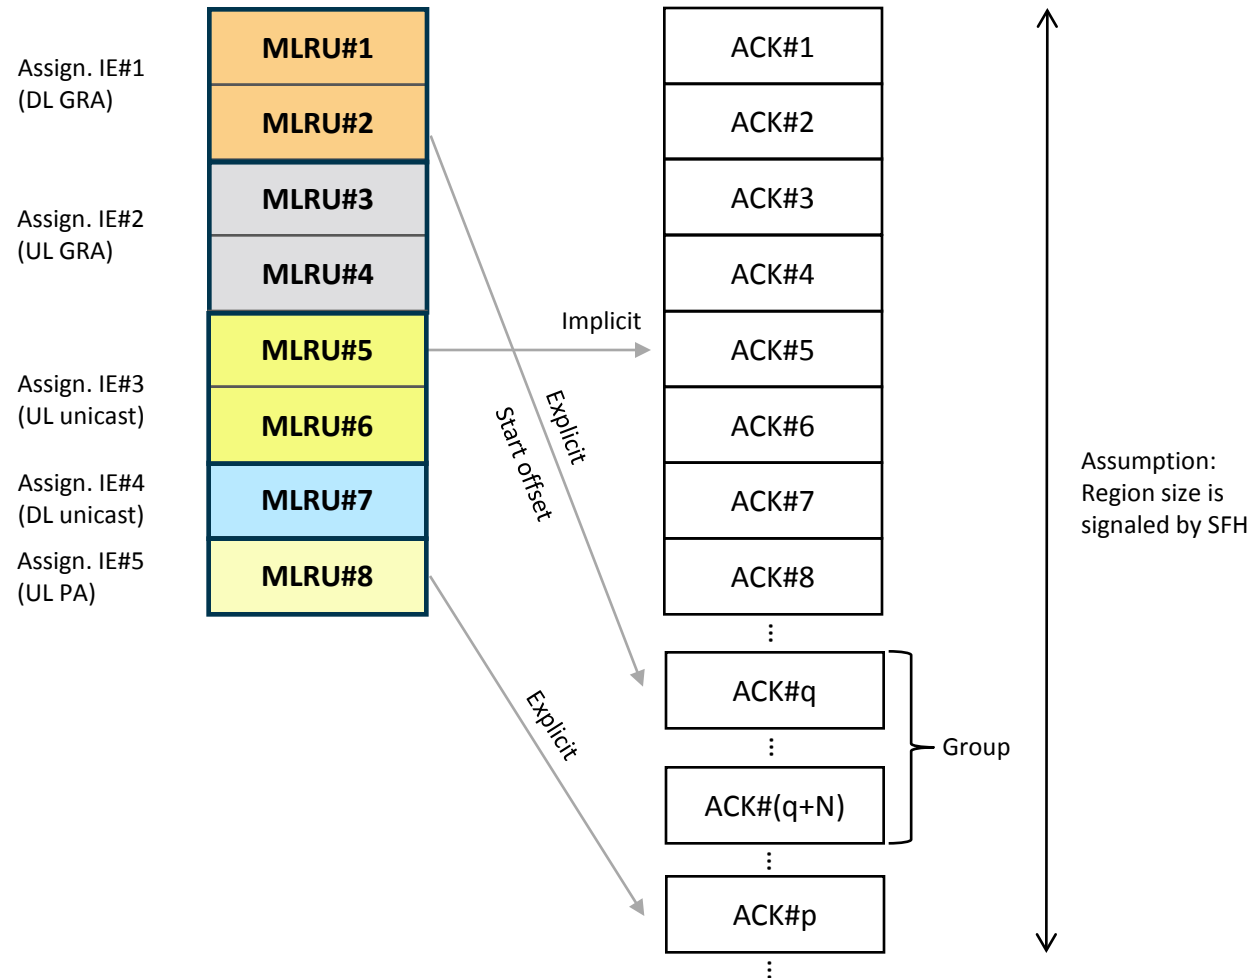 Assign. IE#1
(DL GRA)
Assign. IE#2
(UL GRA)
Assign. IE#3
(UL unicast)
Assign. IE#4
(DL unicast)
Assign. IE#5
(UL PA)
MLRU#1
MLRU#2
MLRU#3
MLRU#4
MLRU#5
MLRU#6
MLRU#7
MLRU#8
Implicit
Explicit
Start offset
Explicit
ACK#1
ACK#2
ACK#3
ACK#4
ACK#5
ACK#6
ACK#7
ACK#8
...
ACK#q
...
ACK#(q+N)
...
ACK#p
...
Group
Assumption:
Region size is
signaled by SFH